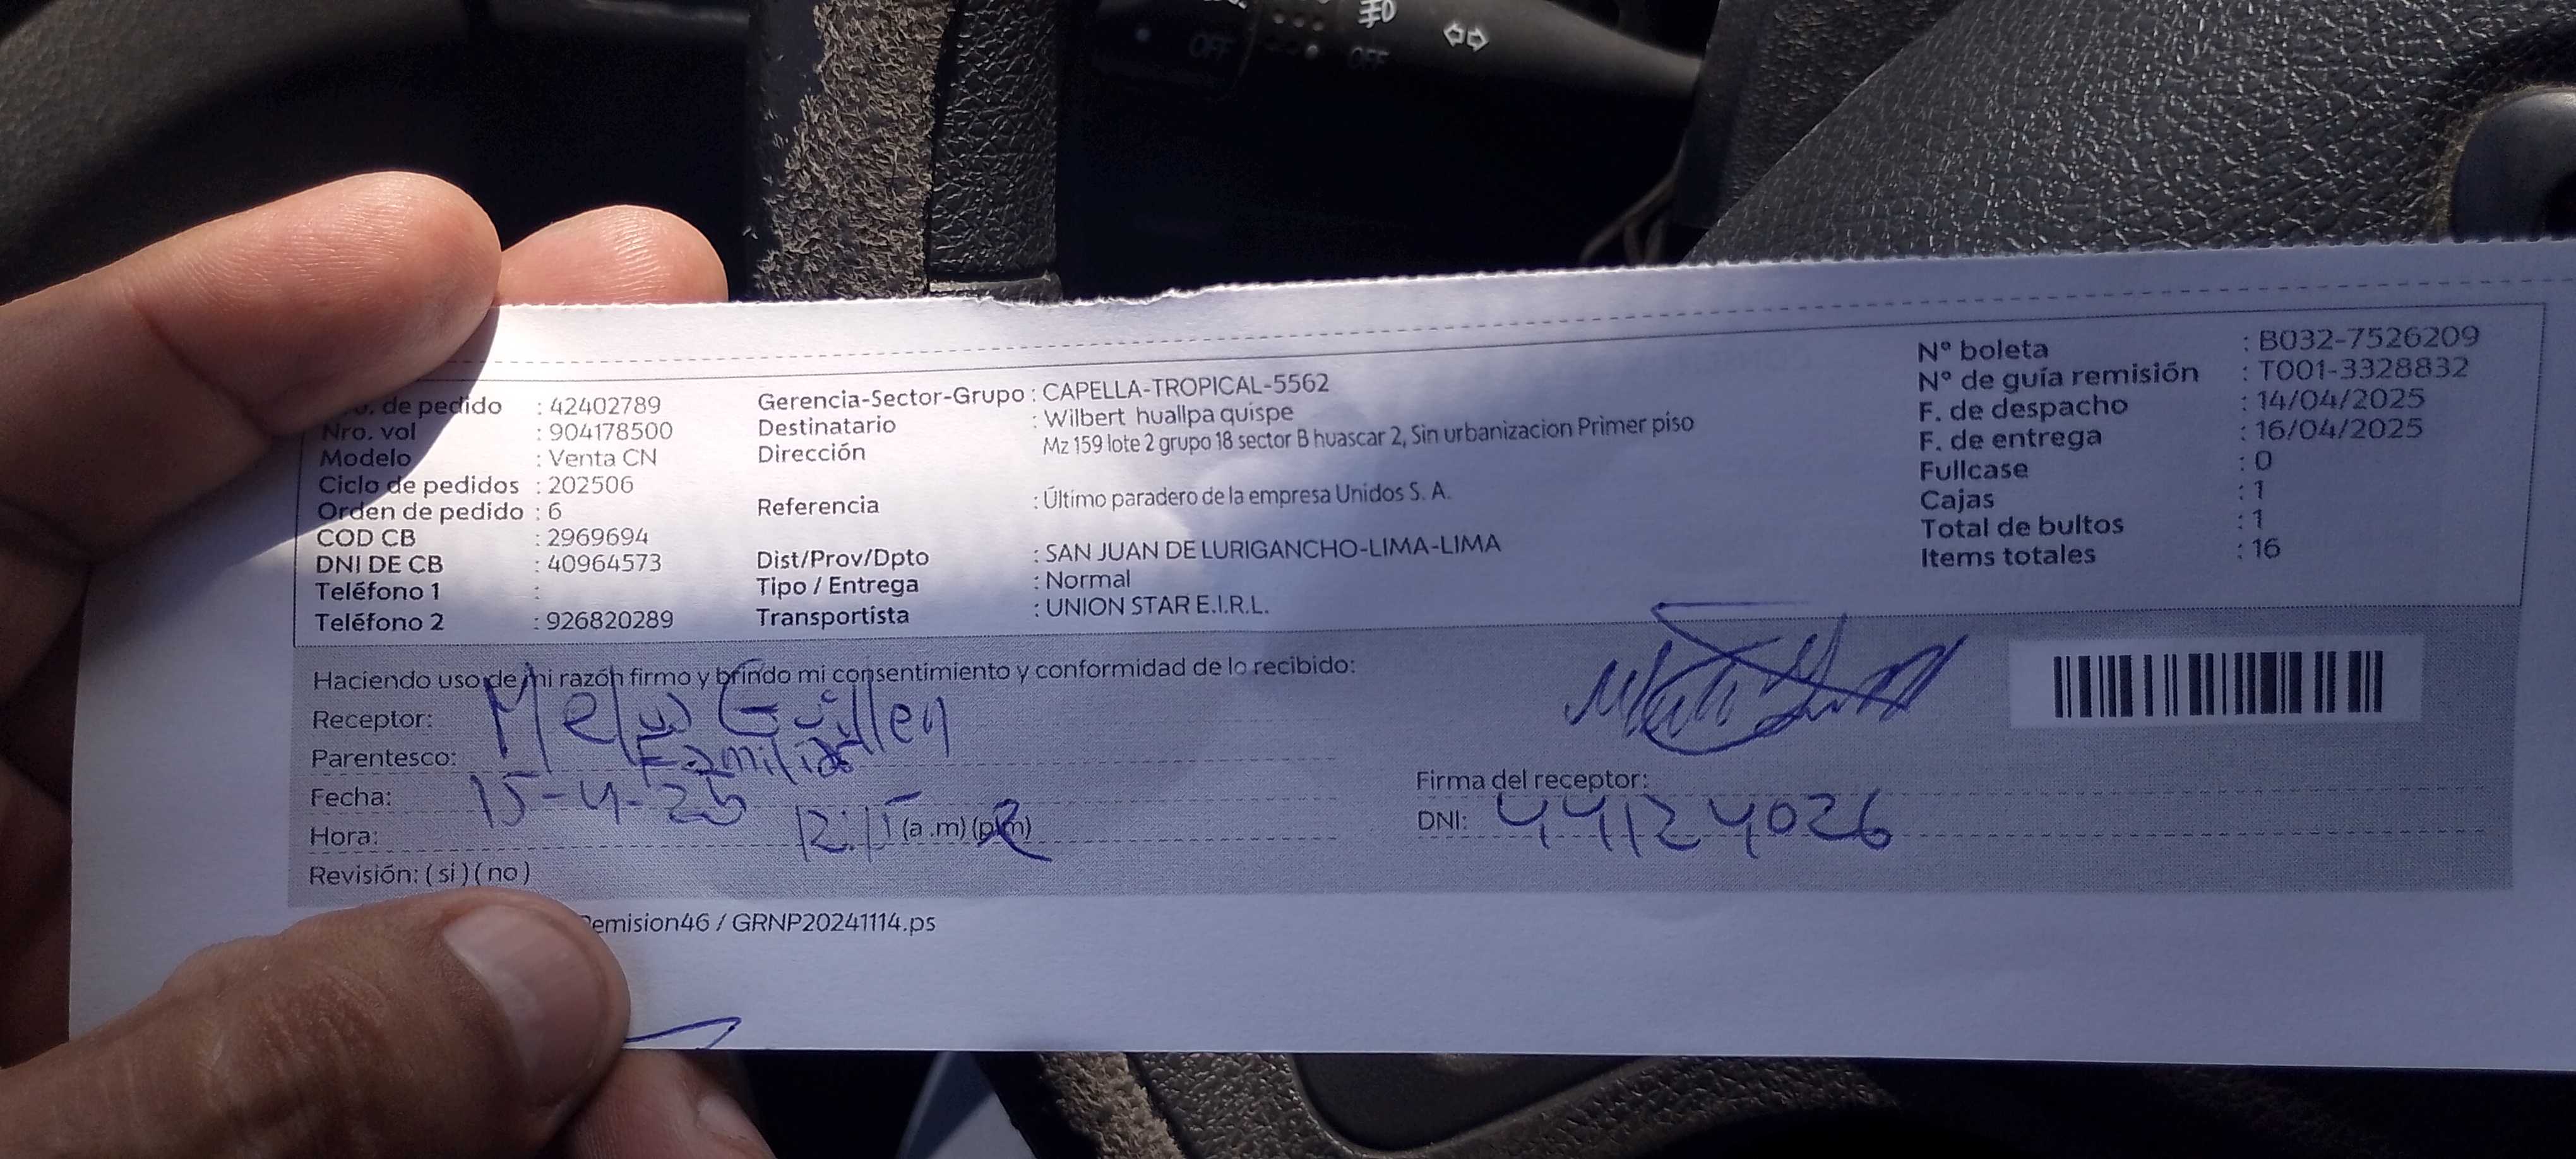 OFF
OFF
de pedido : 42402789
Nro. vol : 904178500
Modelo : Venta CN
Ciclo de pedidos : 202506
Orden de pedido : 6
COD CB : 2969694
DNI DE CB : 40964573
Teléfono 1 :
Teléfono 2 : 926820289
Gerencia-Sector-Grupo : CAPELLA-TROPICAL-5562
Destinatario : Wilbert huallpa quispe
Dirección Mz 159 lote 2 grupo 18 sector B huascar 2, Sin urbanizacion Primer piso
Referencia : Último paradero de la empresa Unidos S. A.
Dist/Prov/Dpto : SAN JUAN DE LURIGANCHO-LIMA-LIMA
Tipo / Entrega : Normal
Transportista : UNION STAR E.I.R.L.
N° boleta : B032-7526209
N° de guía remisión : T001-3328832
F. de despacho : 14/04/2025
F. de entrega : 16/04/2025
Fullcase : 0
Cajas : 1
Total de bultos : 1
Items totales : 16
Haciendo uso de mi razón firmo y brindo mi consentimiento y conformidad de lo recibido:
Receptor: Guillen
Parentesco: Familiar
Fecha: 15-4-25
Hora: 12:15 (a .m) (p.m)
Revisión: ( si ) ( no )
Firma del receptor:
DNI: 44124026
emision46 / GRNP20241114.ps